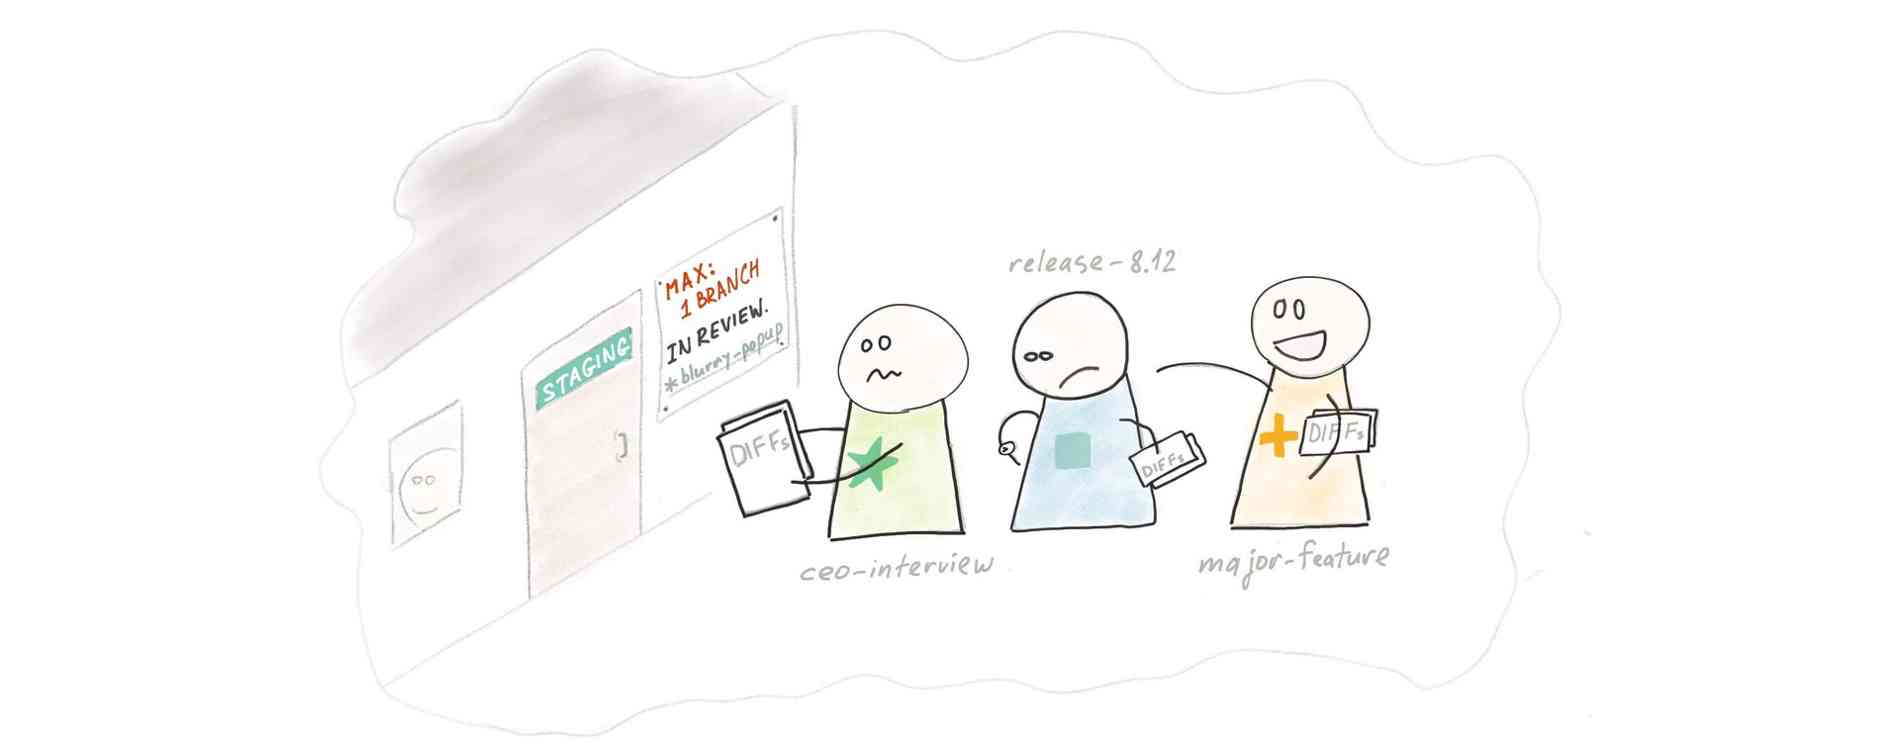 STAGING
MAX:
1 BRANCH
IN REVIEW.
* blurry-popup
DIFFs
ceo-interview
release-8.12
DIFFs
DIFFs
major-feature